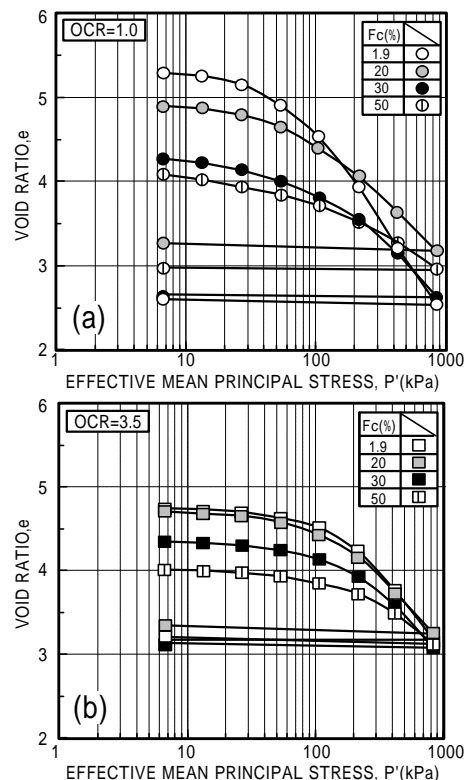 OCR=1.0
Fc(%)
1.9
20
30
50
6
5
4
3
2
VOID RATIO,e
(a)
1 10 100 1000
EFFECTIVE MEAN PRINCIPAL STRESS, P'(kPa)
OCR=3.5
Fc(%)
1.9
20
30
50
6
5
4
3
2
VOID RATIO,e
(b)
1 10 100 1000
EFFECTIVE MEAN PRINCIPAL STRESS, P'(kPa)